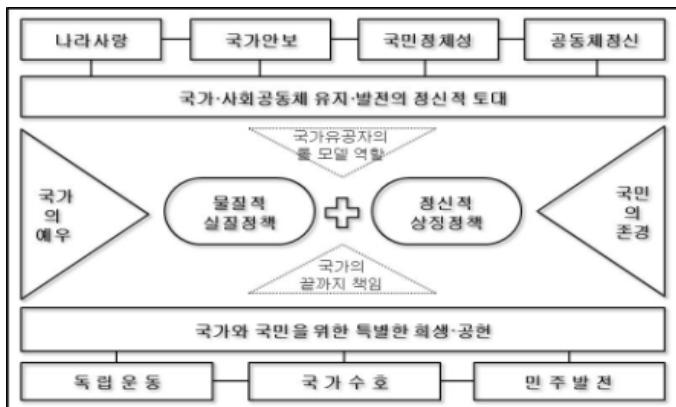 나라사랑
국가안보
국민정체성
공동체정신
국가·사회공동체 유지·발전의 정신적 토대
국가유공자의
롤 모델 역할
국가
의
예우
물질적
실질정책
정신적
상징정책
국민
의
존경
국가의
끝까지 책임
국가와 국민을 위한 특별한 희생·공헌
독 립 운 동
국 가 수 호
민 주 발 전